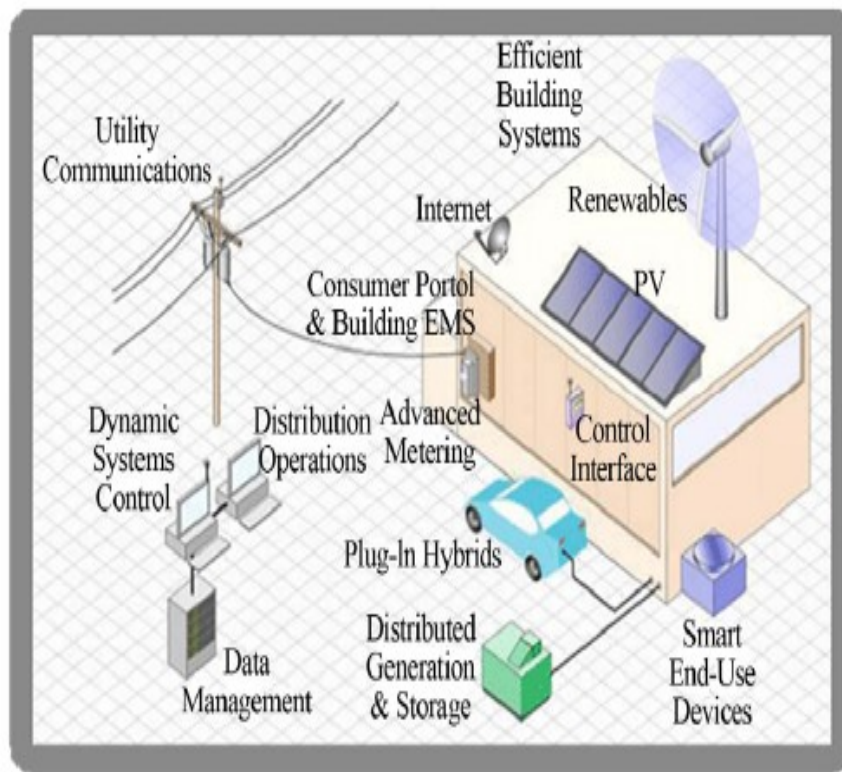 Efficient
Building
Systems
Utility
Communications
Internet
Renewables
PV
Consumer Portol
& Building EMS
Dynamic
Systems
Control
Distribution
Operations
Advanced
Metering
Control
Interface
Plug-In Hybrids
Distributed
Generation
& Storage
Smart
End-Use
Devices
Data
Management